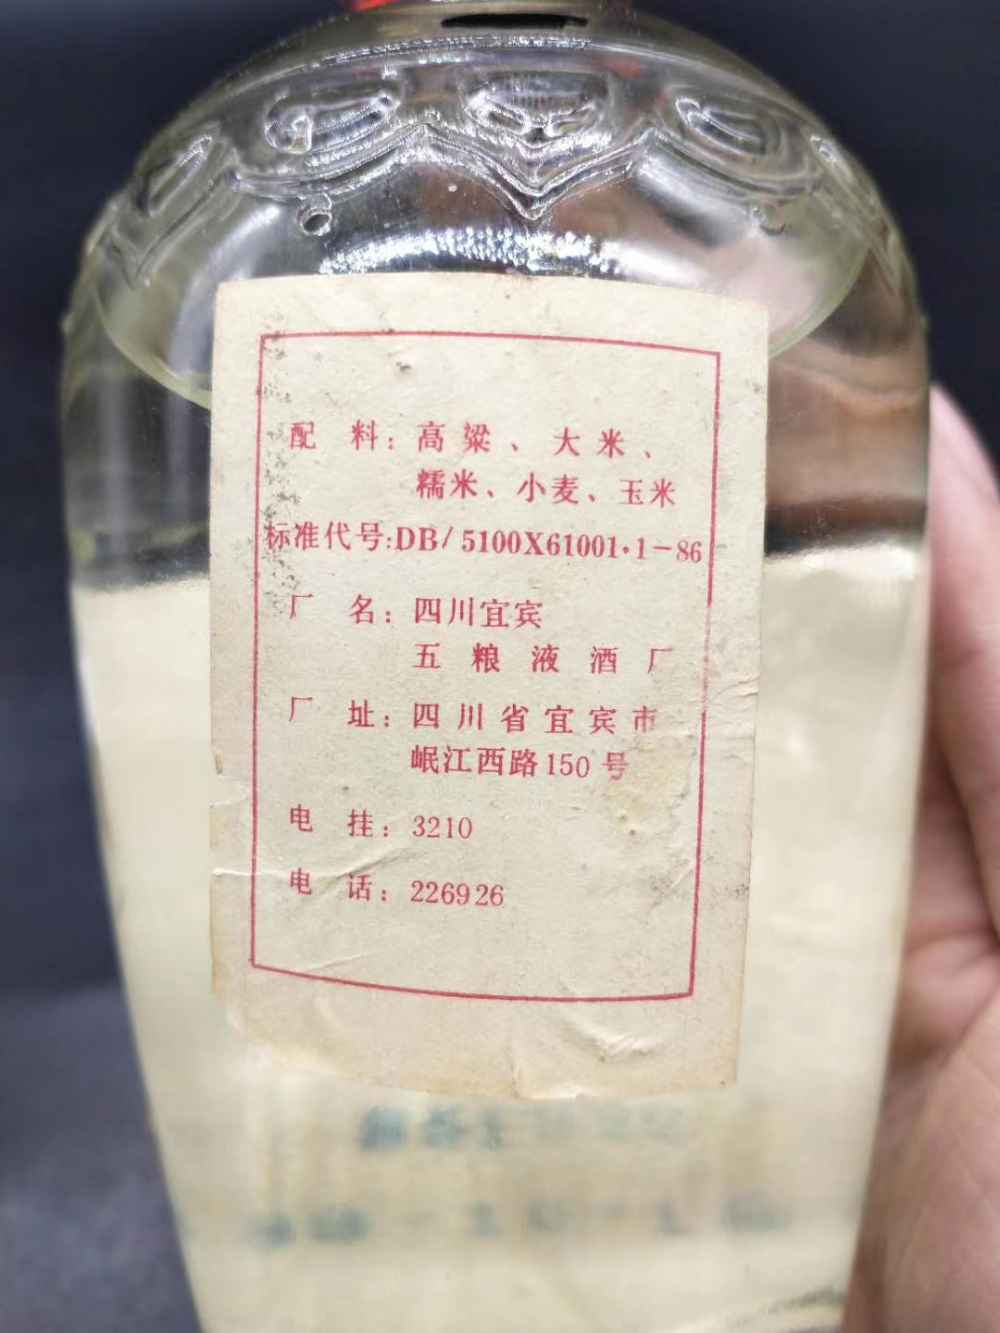 配 料：高粱、大米、
糯米、小麦、玉米
标准代号:DB/5100X61001·1-86
厂 名：四川宜宾
五粮液酒厂
厂 址：四川省宜宾市
岷江西路150号
电 挂：3210
电 话：226926